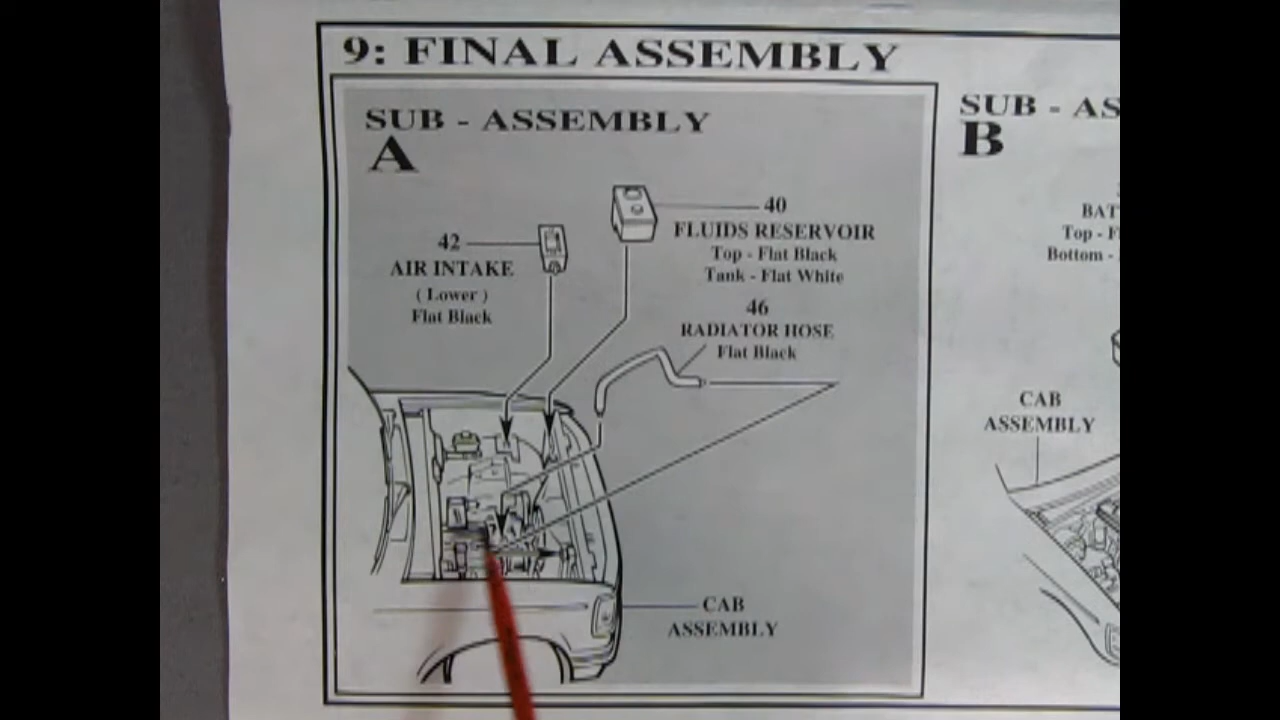 9: FINAL ASSEMBLY
SUB - ASSEMBLY
A
40
FLUIDS RESERVOIR
Top - Flat Black
Tank - Flat White
42
AIR INTAKE
( Lower )
Flat Black
46
RADIATOR HOSE
Flat Black
CAB
ASSEMBLY
SUB - AS
B
BAT
Top - F
Bottom -
CAB
ASSEMBLY